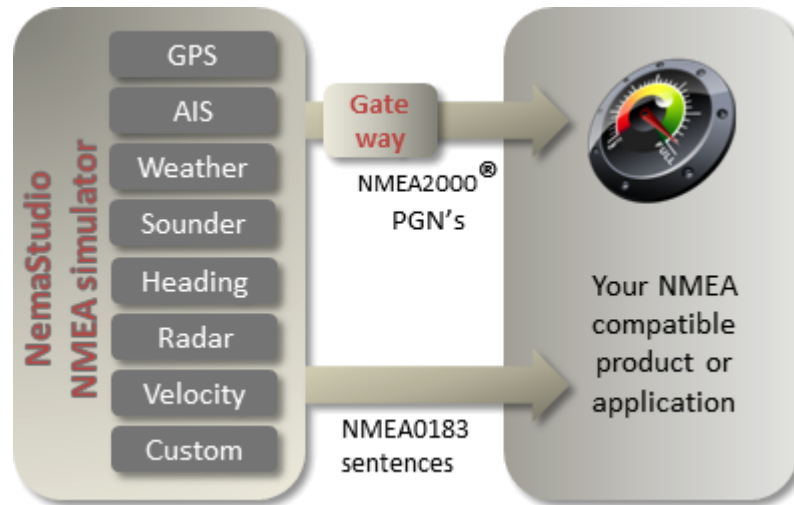 NemaStudio
NMEA simulator
GPS
AIS
Weather
Sounder
Heading
Radar
Velocity
Custom
Gate
way
NMEA2000®
PGN's
NMEA0183
sentences
FULL
Your NMEA
compatible
product or
application